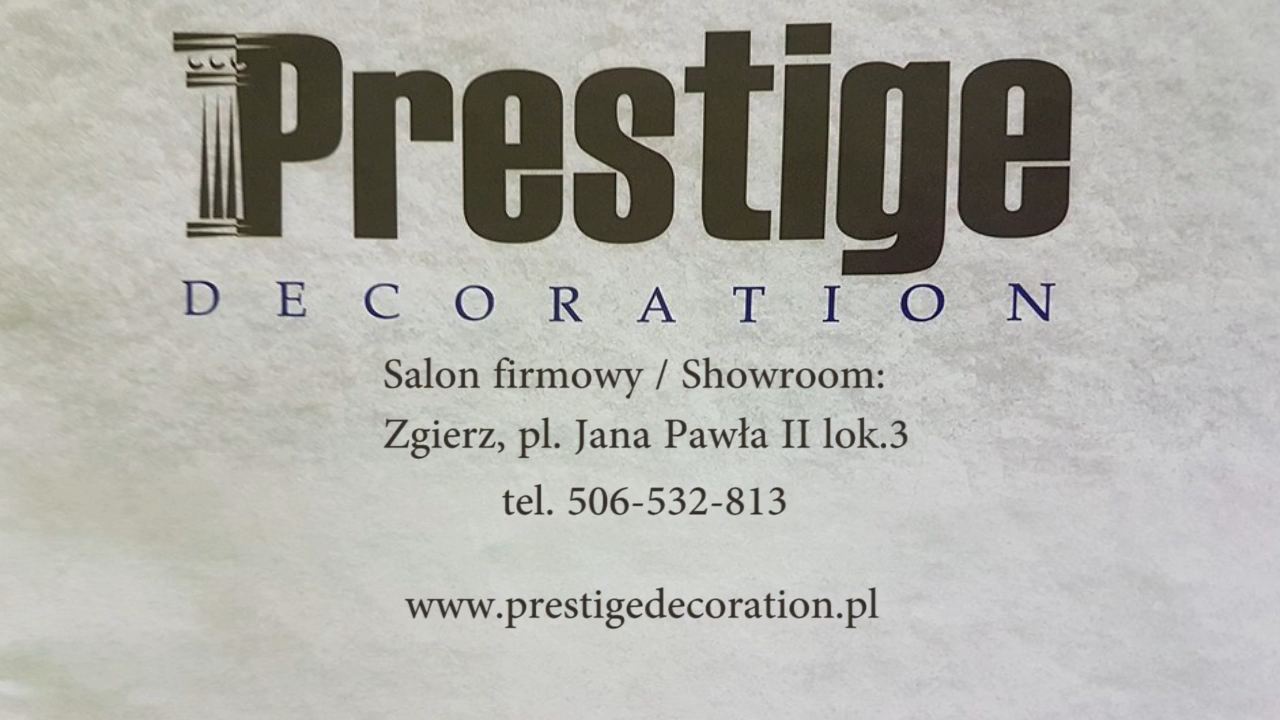 Prestige
DECORATION
Salon firmowy / Showroom:
Zgierz, pl. Jana Pawła II lok.3
tel. 506-532-813
www.prestigedecoration.pl